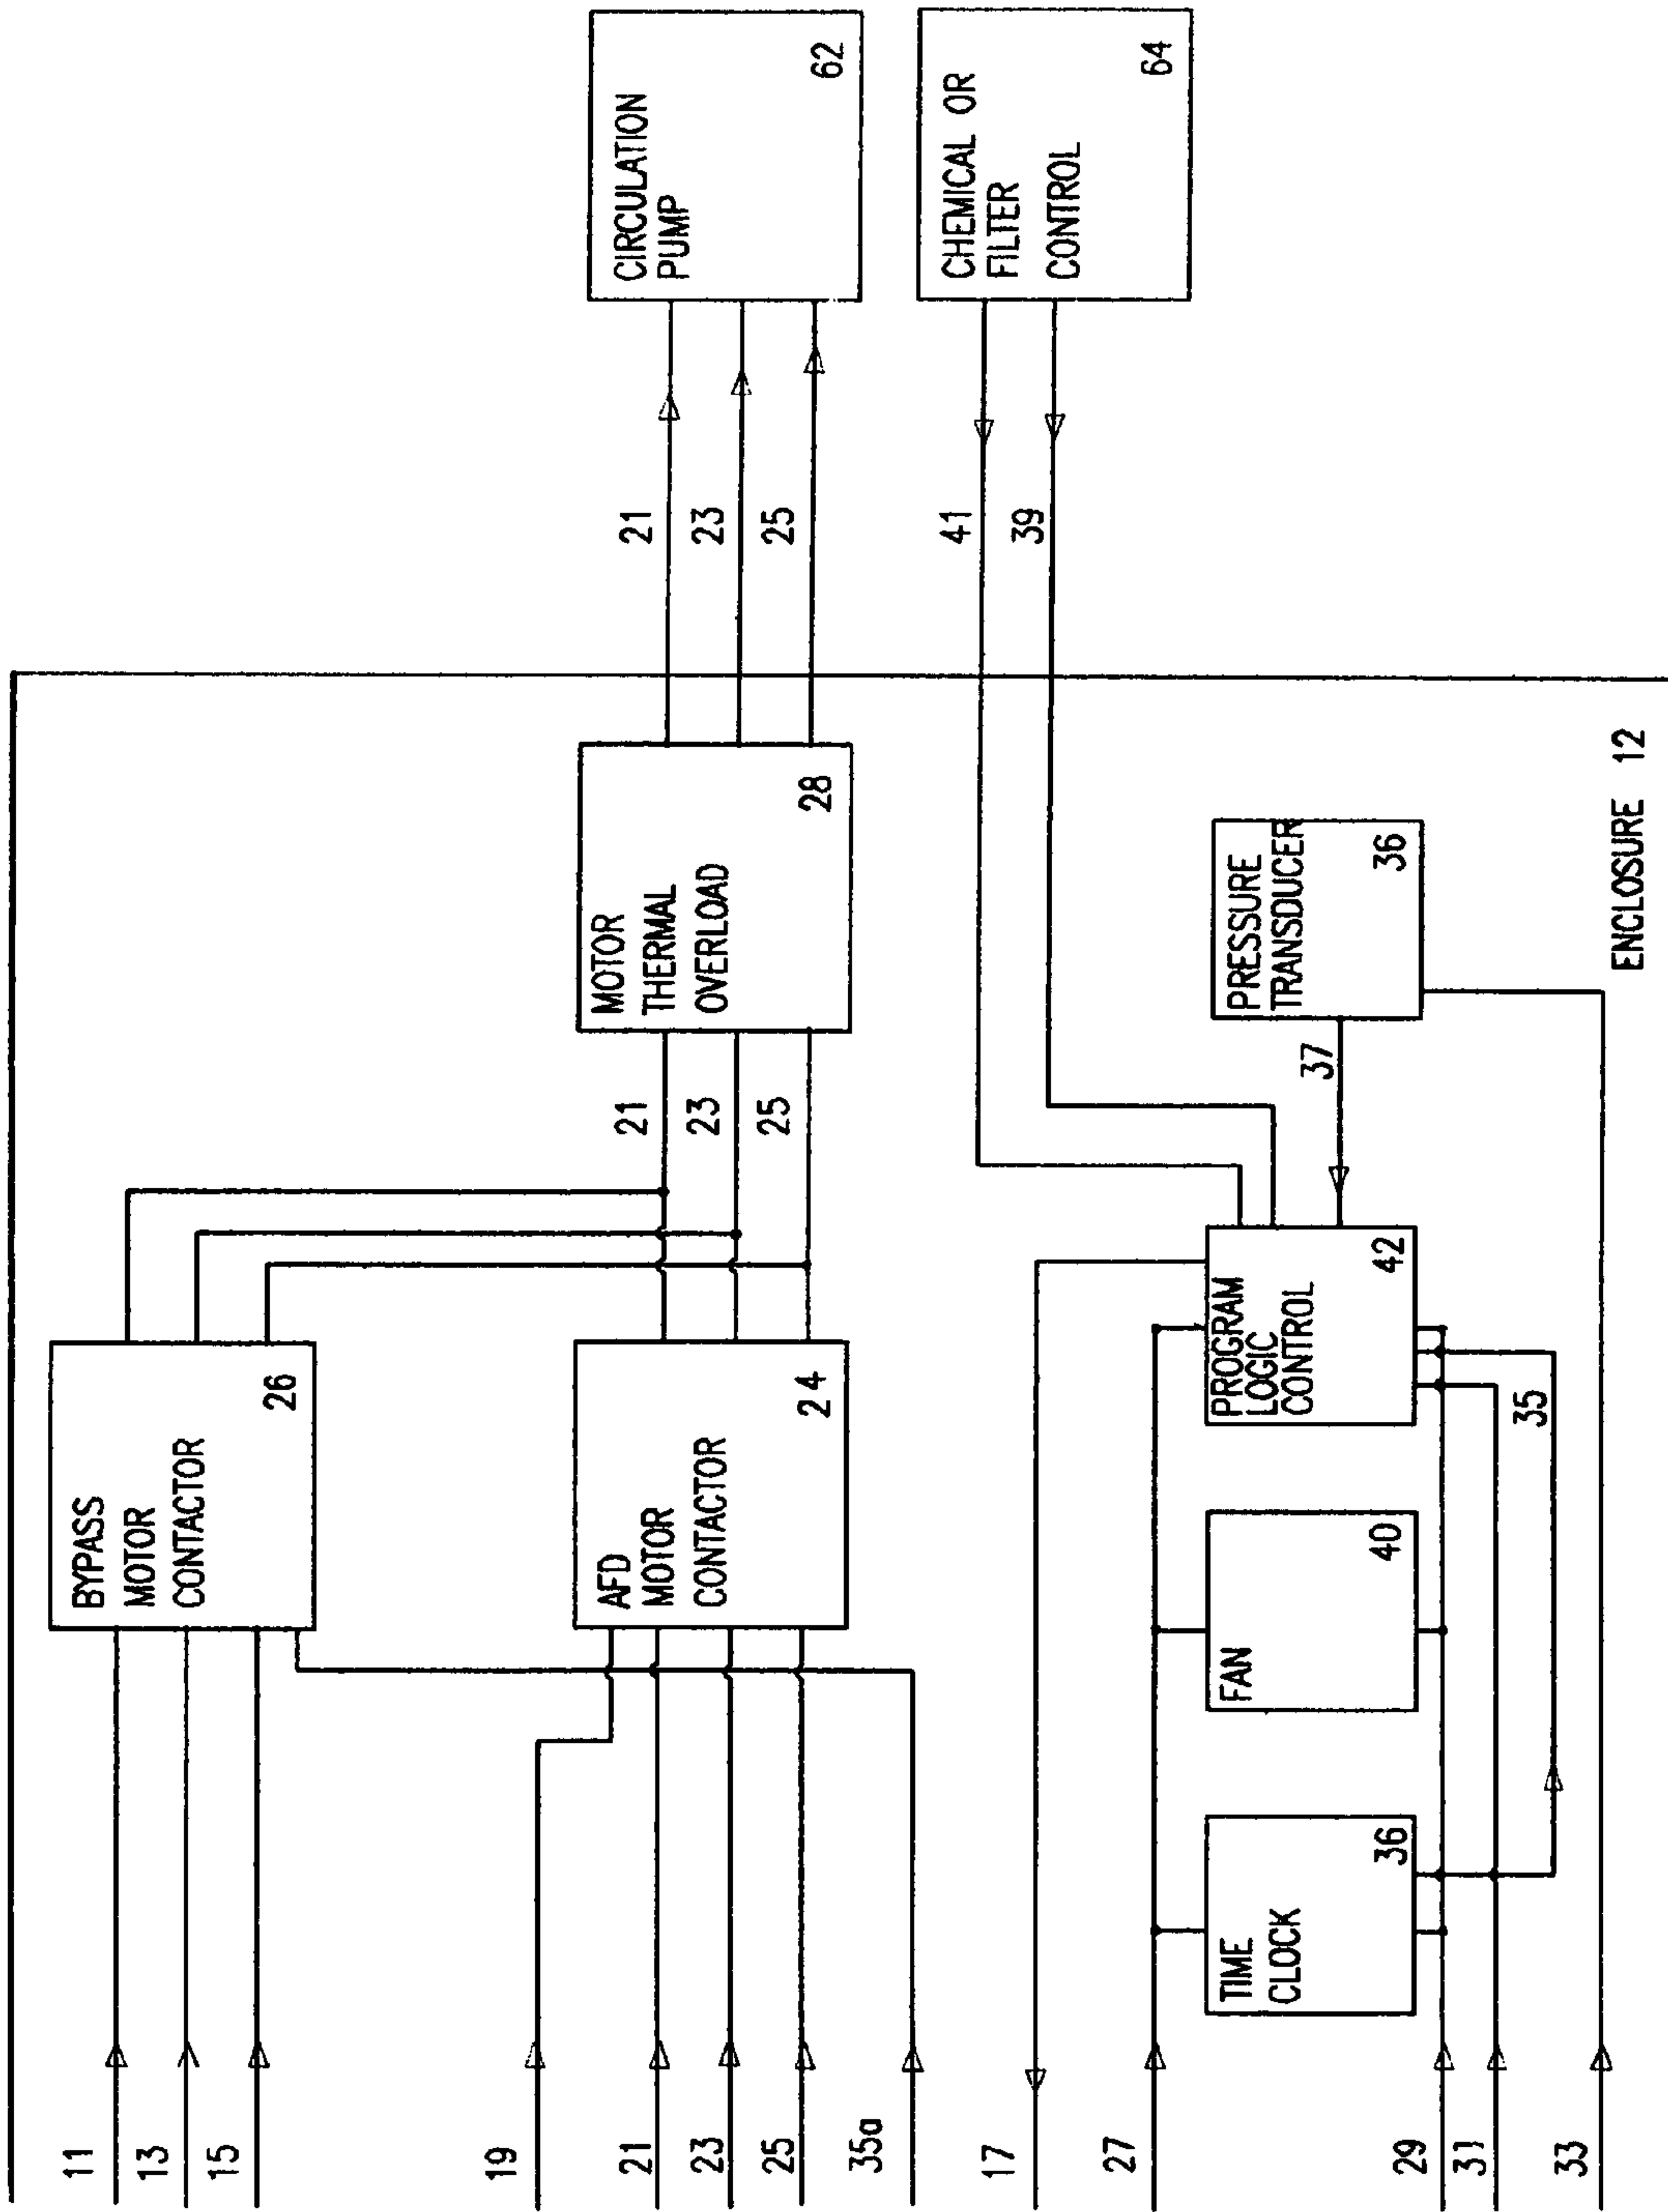 11
13
15
BYPASS
MOTOR
CONTACTOR
26
19
21
23
25
35a
AFD
MOTOR
CONTACTOR
24
21
23
25
MOTOR
THERMAL
OVERLOAD
28
21
23
25
CIRCULATION
PUMP
62
41
39
CHEMICAL OR
FILTER
CONTROL
64
17
27
29
31
33
TIME
CLOCK
36
FAN
40
PROGRAM
LOGIC
CONTROL
42
35
37
PRESSURE
TRANSDUCER
36
ENCLOSURE 12